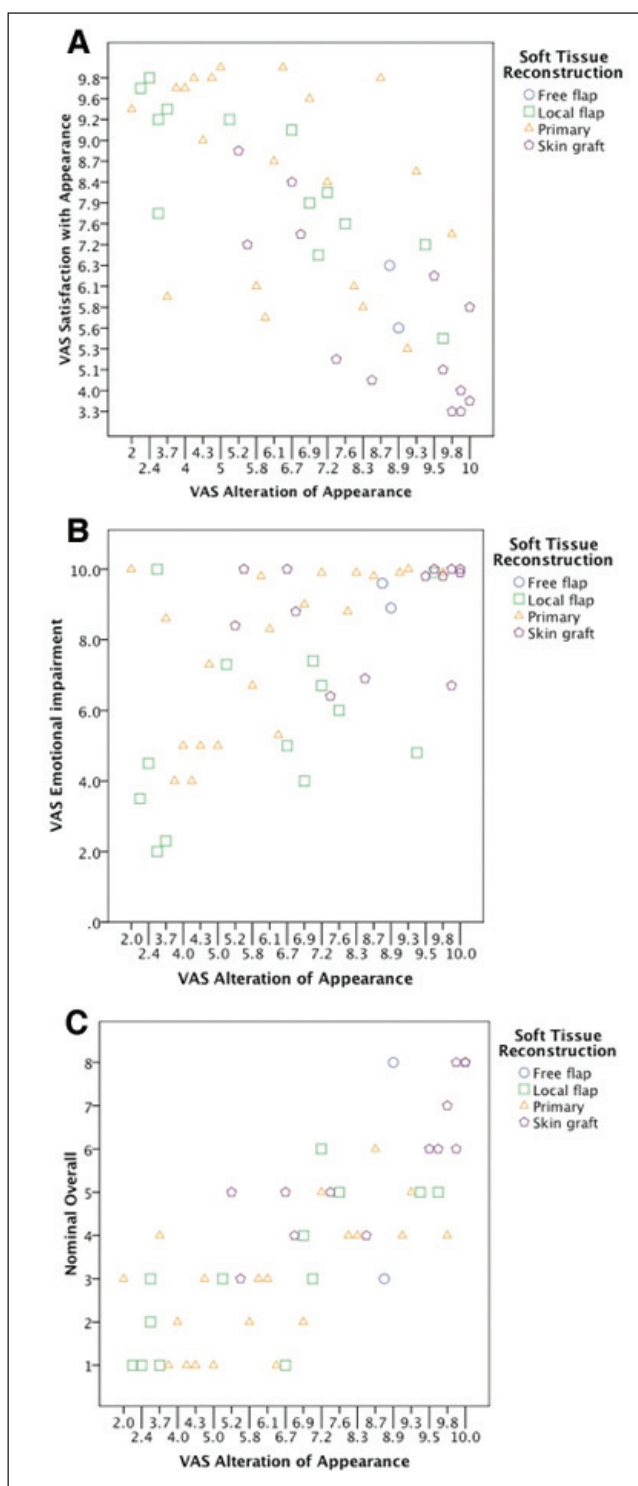 A
Soft Tissue
Reconstruction
Free flap
Local flap
Primary
Skin graft
VAS Satisfaction with Appearance
9.8
9.6
9.2
9.0
8.7
8.4
7.9
7.6
7.2
6.3
6.1
5.8
5.6
5.3
5.1
4.0
3.3
2 3.7 4.3 5.2 6.1 6.9 7.6 8.7 9.3 9.8
2.4 4 5 5.8 6.7 7.2 8.3 8.9 9.5 10
VAS Alteration of Appearance
B
Soft Tissue
Reconstruction
Free flap
Local flap
Primary
Skin graft
VAS Emotional impairment
10.0
8.0
6.0
4.0
2.0
.0
2.0 3.7 4.3 5.2 6.1 6.9 7.6 8.7 9.3 9.8
2.4 4.0 5.0 5.8 6.7 7.2 8.3 8.9 9.5 10.0
VAS Alteration of Appearance
C
Soft Tissue
Reconstruction
Free flap
Local flap
Primary
Skin graft
Nominal Overall
8
7
6
5
4
3
2
1
2.0 3.7 4.3 5.2 6.1 6.9 7.6 8.7 9.3 9.8
2.4 4.0 5.0 5.8 6.7 7.2 8.3 8.9 9.5 10.0
VAS Alteration of Appearance